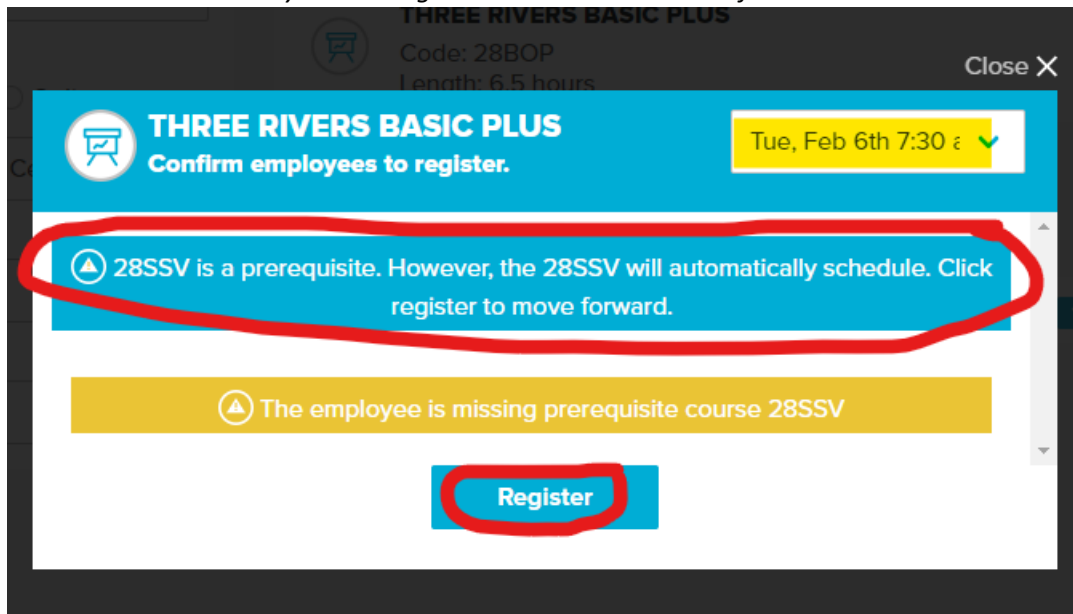 THREE RIVERS BASIC PLUS
Code: 28BOP
Length: 6.5 hours
Close X
THREE RIVERS BASIC PLUS
Confirm employees to register.
Tue, Feb 6th 7:30 a
28SSV is a prerequisite. However, the 28SSV will automatically schedule. Click
register to move forward.
The employee is missing prerequisite course 28SSV
Register